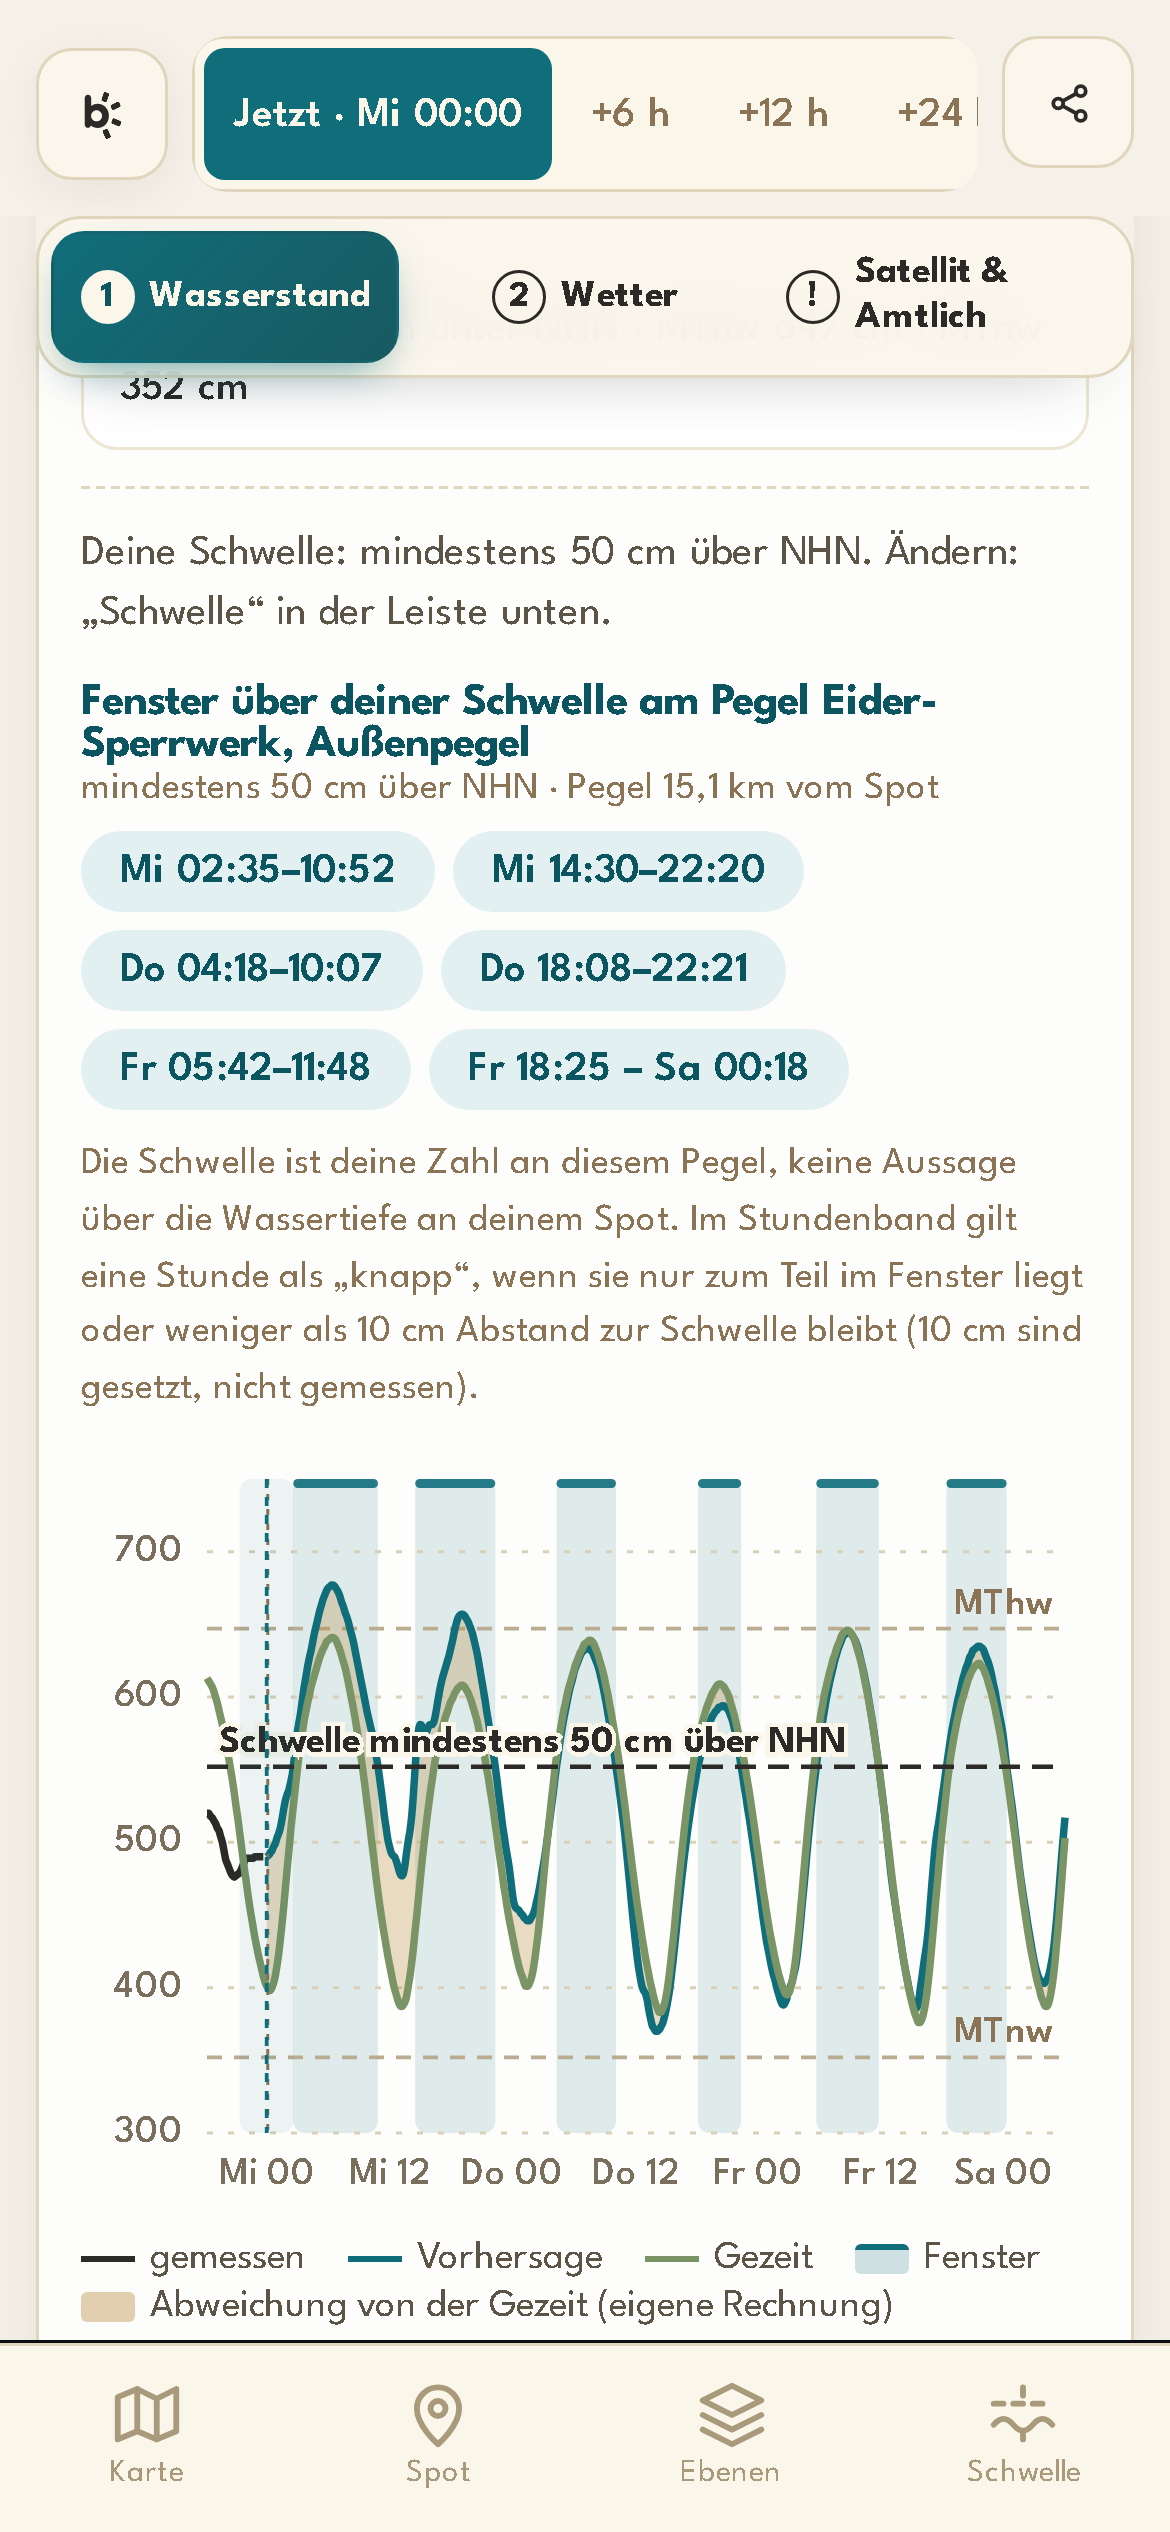 b
Jetzt · Mi 00:00
+6 h
+12 h
+24
1 Wasserstand
2 Wetter
! Satellit &
Amtlich
352 cm
Deine Schwelle: mindestens 50 cm über NHN. Ändern:
„Schwelle“ in der Leiste unten.
Fenster über deiner Schwelle am Pegel Eider-
Sperrwerk, Außenpegel
mindestens 50 cm über NHN · Pegel 15,1 km vom Spot
Mi 02:35–10:52
Mi 14:30–22:20
Do 04:18–10:07
Do 18:08–22:21
Fr 05:42–11:48
Fr 18:25 – Sa 00:18
Die Schwelle ist deine Zahl an diesem Pegel, keine Aussage
über die Wassertiefe an deinem Spot. Im Stundenband gilt
eine Stunde als „knapp“, wenn sie nur zum Teil im Fenster liegt
oder weniger als 10 cm Abstand zur Schwelle bleibt (10 cm sind
gesetzt, nicht gemessen).
700
MThw
600
Schwelle mindestens 50 cm über NHN
500
400
MTnw
300
Mi 00 Mi 12 Do 00 Do 12 Fr 00 Fr 12 Sa 00
gemessen Vorhersage Gezeit Fenster
Abweichung von der Gezeit (eigene Rechnung)
Karte
Spot
Ebenen
Schwelle